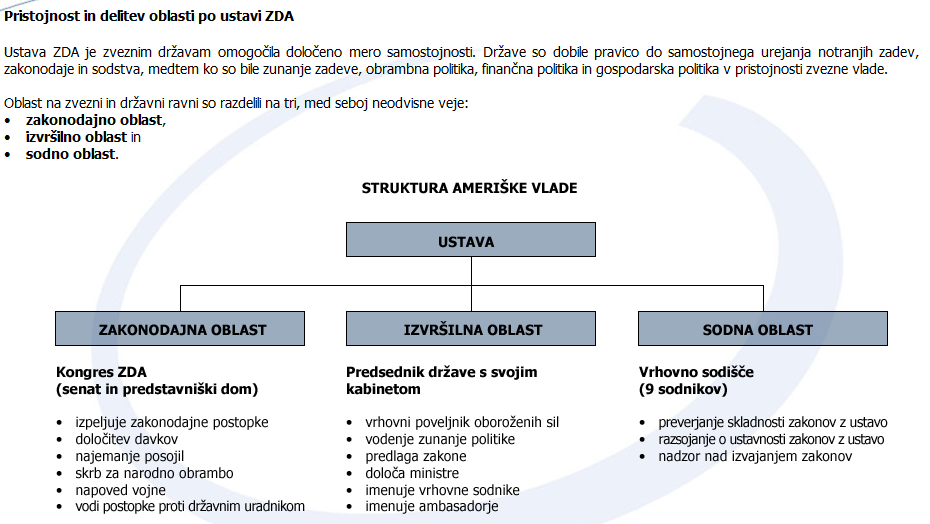 Pristojnost in delitev oblasti po ustavi ZDA
Ustava ZDA je zveznim državam omogočila določeno mero samostojnosti. Države so dobile pravico do samostojnega urejanja notranjih zadev,
zakonodaje in sodstva, medtem ko so bile zunanje zadeve, obrambna politika, finančna politika in gospodarska politika v pristojnosti zvezne vlade.
Oblast na zvezni in državni ravni so razdelili na tri, med seboj neodvisne veje:
• zakonodajno oblast,
• izvršilno oblast in
• sodno oblast.
STRUKTURA AMERIŠKE VLADE
USTAVA
ZAKONODAJNA OBLAST
Kongres ZDA
(senat in predstavniški dom)
• izpeljuje zakonodajne postopke
• določitev davkov
• najemanje posojil
• skrb za narodno obrambo
• napoved vojne
• vodi postopke proti državnim uradnikom
IZVRŠILNA OBLAST
Predsednik države s svojim
kabinetom
• vrhovni poveljnik oboroženih sil
• vodenje zunanje politike
• predlaga zakone
• določa ministre
• imenuje vrhovne sodnike
• imenuje ambasadorje
SODNA OBLAST
Vrhovno sodišče
(9 sodnikov)
• preverjanje skladnosti zakonov z ustavo
• razsojanje o ustavnosti zakonov z ustavo
• nadzor nad izvajanjem zakonov